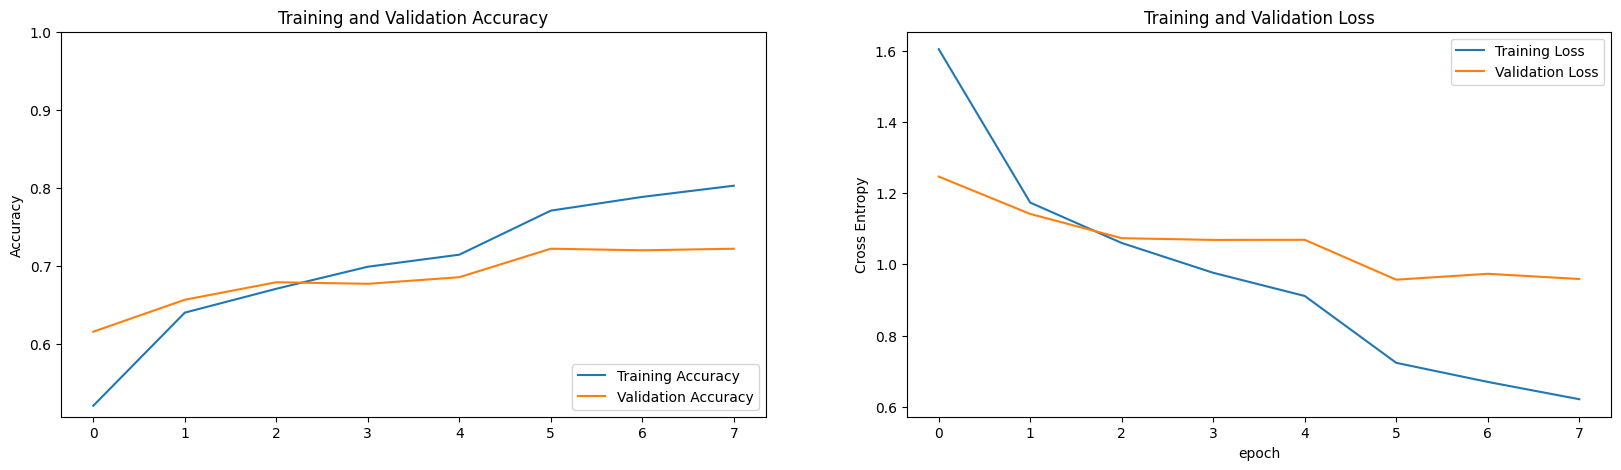 Training and Validation Accuracy
1.0
0.9
0.8
0.7
0.6
Accuracy
Training Accuracy
Validation Accuracy
0 1 2 3 4 5 6 7
Training and Validation Loss
1.6
1.4
1.2
1.0
0.8
0.6
Cross Entropy
Training Loss
Validation Loss
0 1 2 3 4 5 6 7
epoch